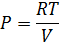 P = RT/V